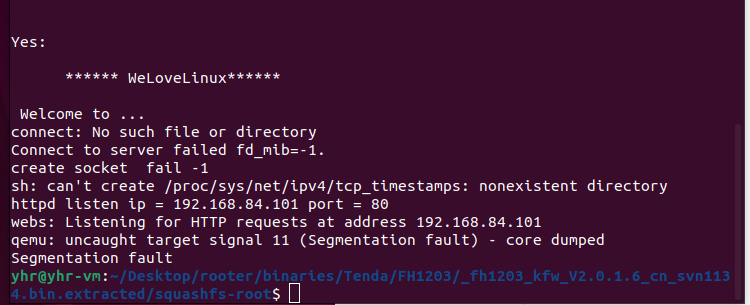 Yes:
****** WeLoveLinux******
Welcome to ...
connect: No such file or directory
Connect to server failed fd_mib=-1.
create socket  fail -1
sh: can't create /proc/sys/net/ipv4/tcp_timestamps: nonexistent directory
httpd listen ip = 192.168.84.101 port = 80
webs: Listening for HTTP requests at address 192.168.84.101
qemu: uncaught target signal 11 (Segmentation fault) - core dumped
Segmentation fault
yhr@yhr-vm:~/Desktop/rooter/binaries/Tenda/FH1203/_fh1203_kfw_V2.0.1.6_cn_svn113
4.bin.extracted/squashfs-root$